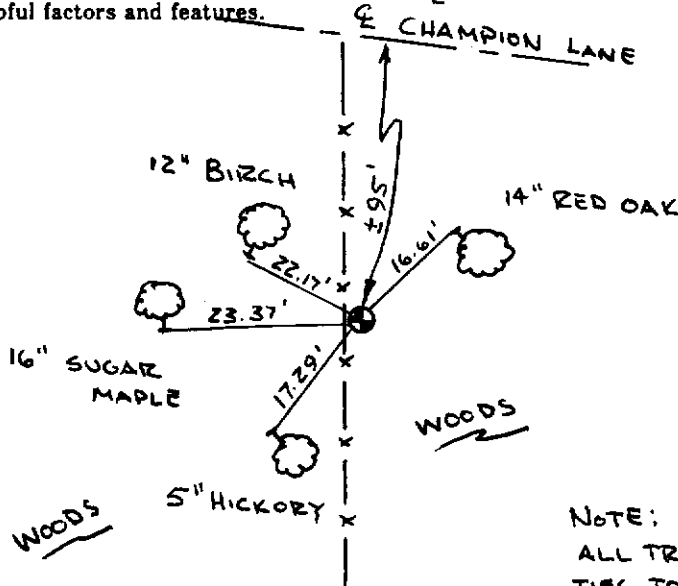 pful factors and features.
℄ CHAMPION LANE
12" BIRCH
±95'
14" RED OAK
22.17'
16.61'
23.37'
16" SUGAR
MAPLE
17.29'
WOODS
5" HICKORY
WOODS
NOTE:
ALL TR
TIES TO